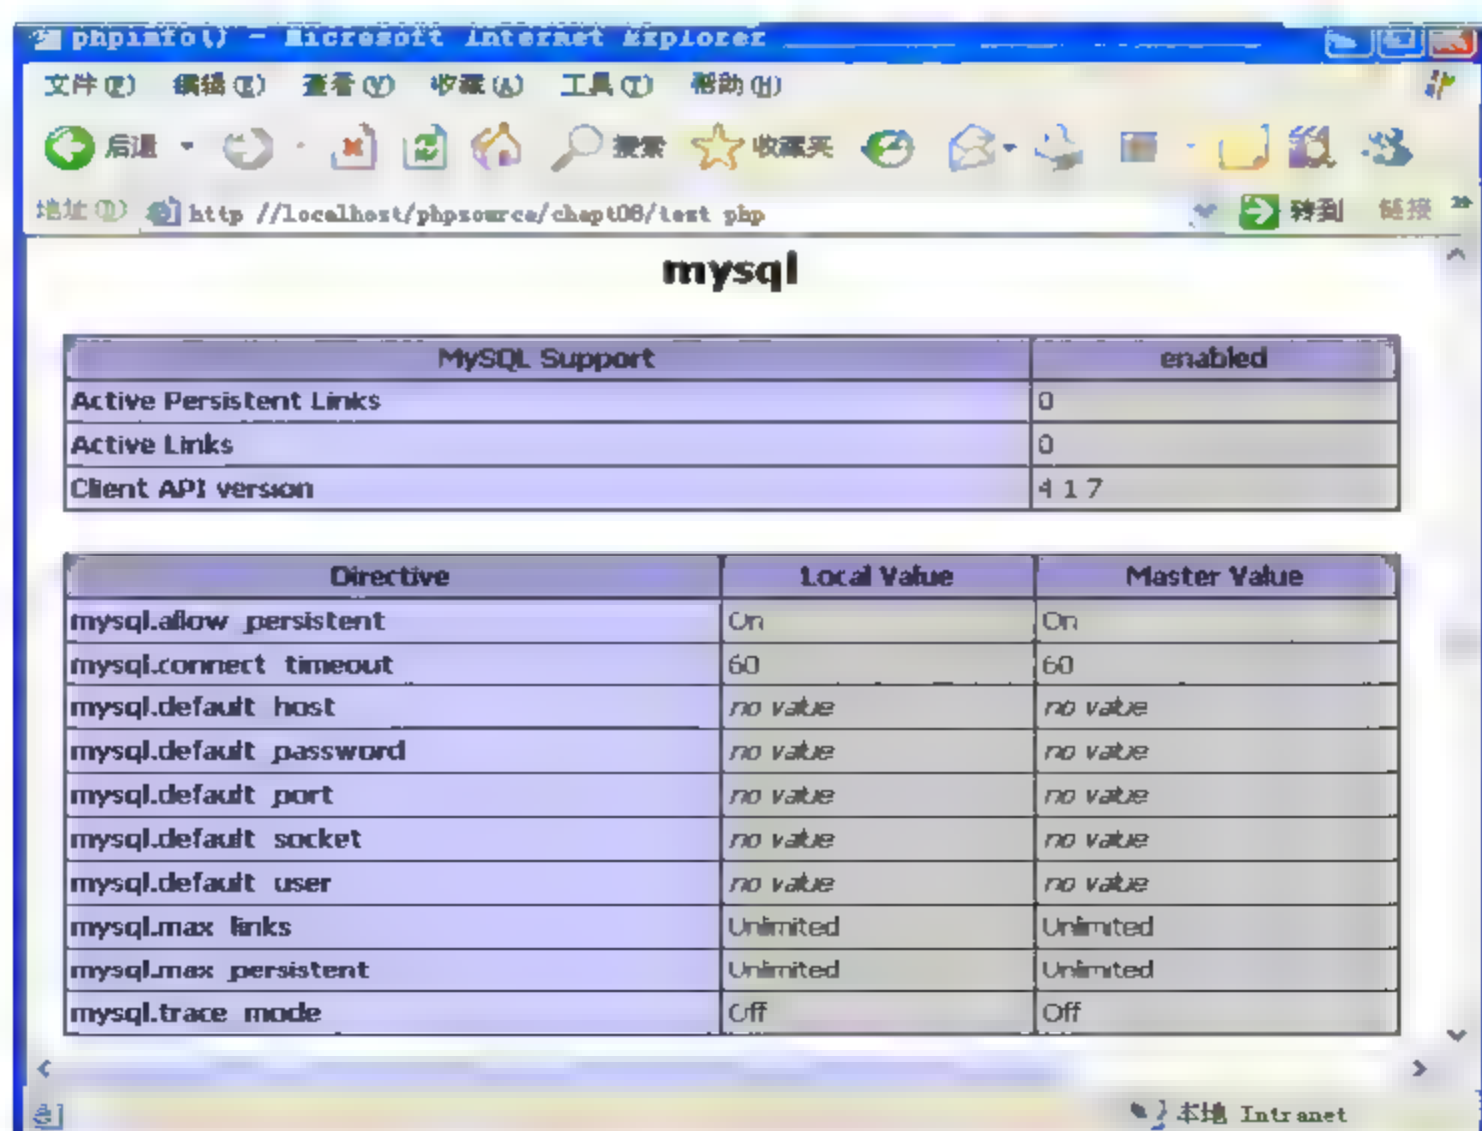 phpinfo() - Microsoft Internet Explorer
文件(F) 编辑(E) 查看(V) 收藏(A) 工具(T) 帮助(H)
后退 搜索 收藏夹
地址(D) http //localhost/phpsource/chapt08/test php 转到 链接 »
mysql
MySQL Support enabled
Active Persistent Links 0
Active Links 0
Client API version 4 1 7
Directive Local Value Master Value
mysql.allow persistent On On
mysql.connect timeout 60 60
mysql.default host no value no value
mysql.default password no value no value
mysql.default port no value no value
mysql.default socket no value no value
mysql.default user no value no value
mysql.max links Unlimited Unlimited
mysql.max persistent Unlimited Unlimited
mysql.trace mode Off Off
本地 Intranet